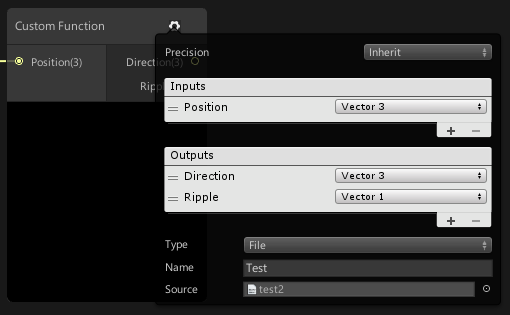 Custom Function
Position(3)
Direction(3)
Precision
Inherit
Inputs
Position
Vector 3
Outputs
Direction
Vector 3
Ripple
Vector 1
Type
File
Name
Test
Source
test2